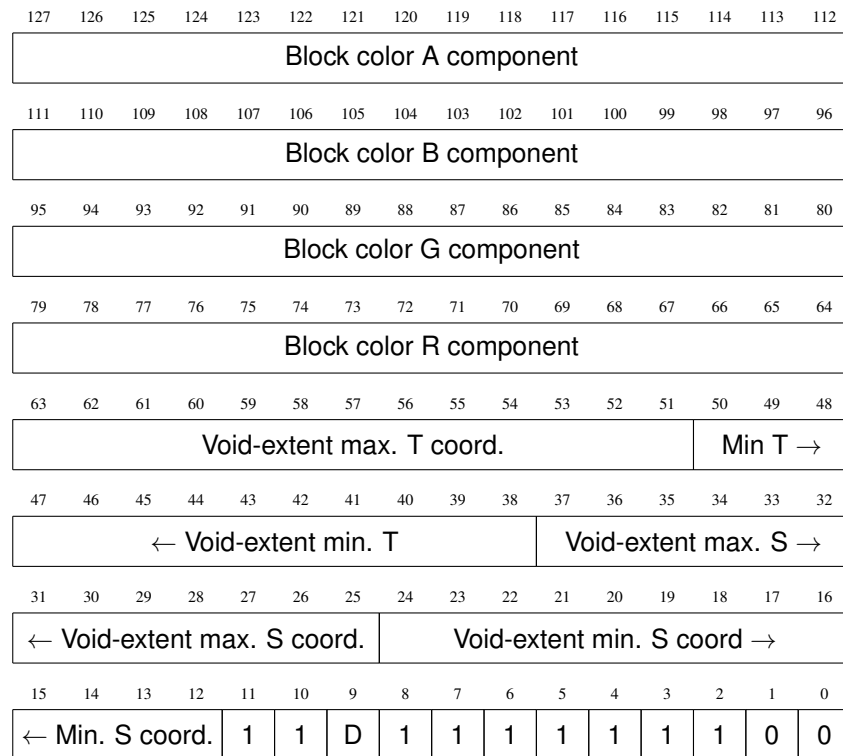 127 126 125 124 123 122 121 120 119 118 117 116 115 114 113 112
Block color A component
111 110 109 108 107 106 105 104 103 102 101 100 99 98 97 96
Block color B component
95 94 93 92 91 90 89 88 87 86 85 84 83 82 81 80
Block color G component
79 78 77 76 75 74 73 72 71 70 69 68 67 66 65 64
Block color R component
63 62 61 60 59 58 57 56 55 54 53 52 51 50 49 48
Void-extent max. T coord. Min T →
47 46 45 44 43 42 41 40 39 38 37 36 35 34 33 32
← Void-extent min. T Void-extent max. S →
31 30 29 28 27 26 25 24 23 22 21 20 19 18 17 16
← Void-extent max. S coord. Void-extent min. S coord →
15 14 13 12 11 10 9 8 7 6 5 4 3 2 1 0
← Min. S coord. 1 1 D 1 1 1 1 1 1 1 0 0